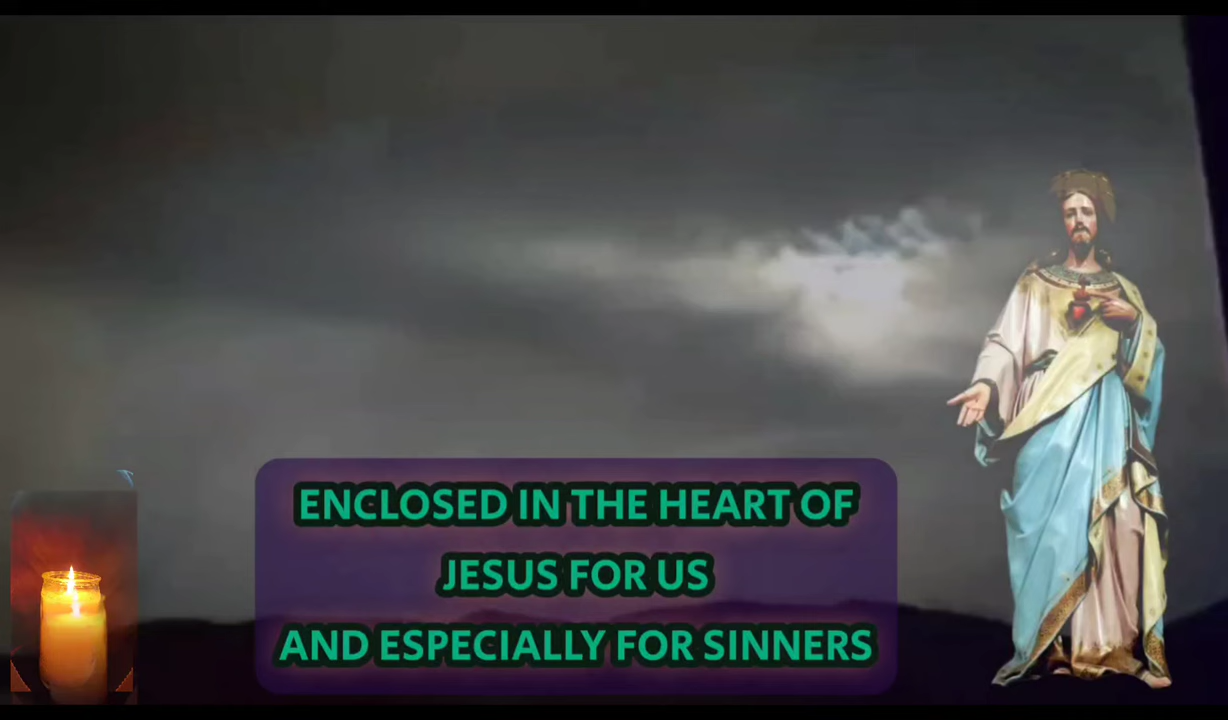 ENCLOSED IN THE HEART OF
JESUS FOR US
AND ESPECIALLY FOR SINNERS